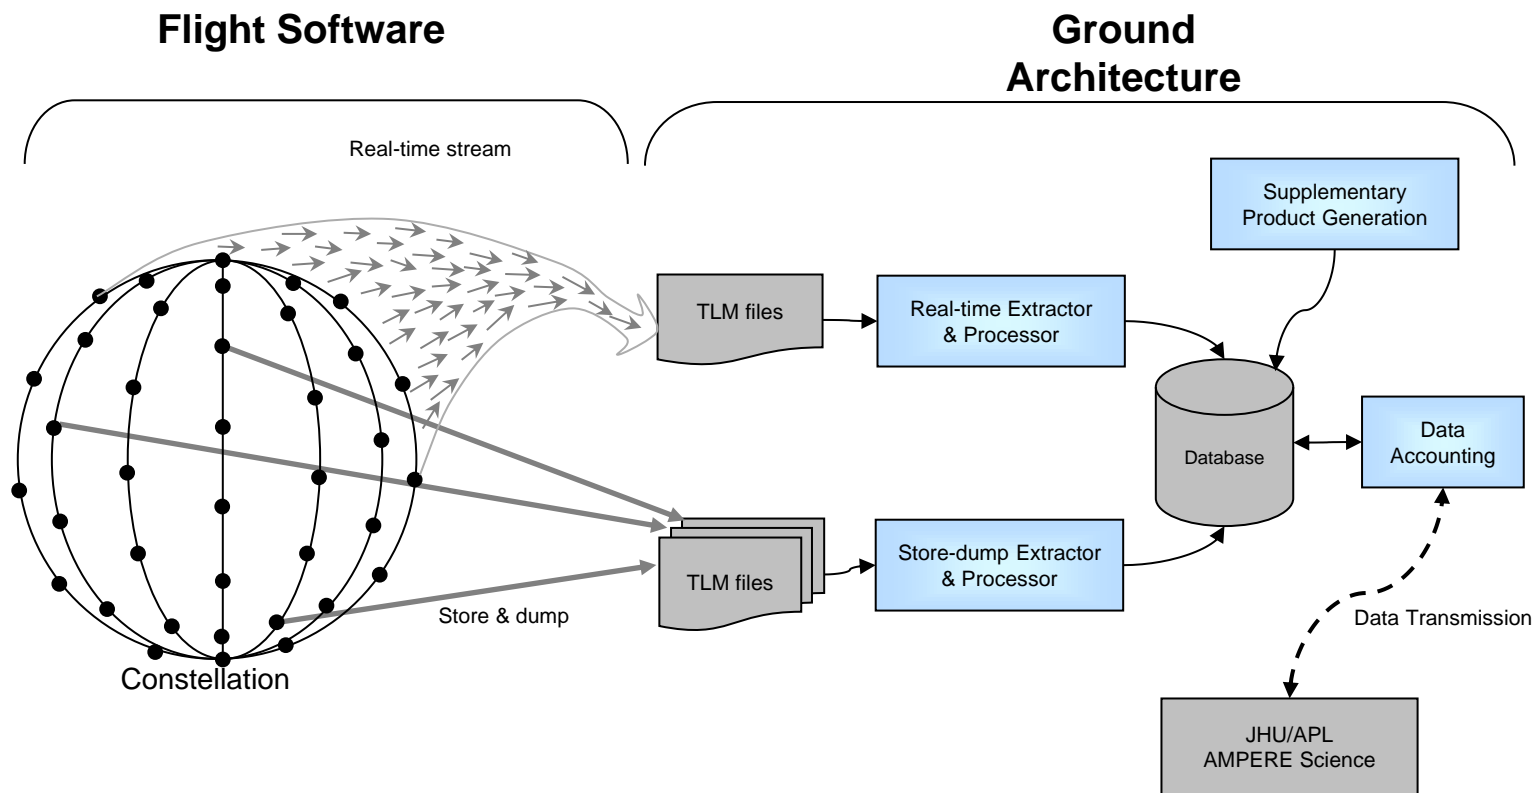 Flight Software
Ground
Architecture
Real-time stream
Supplementary
Product Generation
TLM files
Real-time Extractor
& Processor
Database
Data
Accounting
TLM files
Store-dump Extractor
& Processor
Store & dump
Data Transmission
Constellation
JHU/APL
AMPERE Science